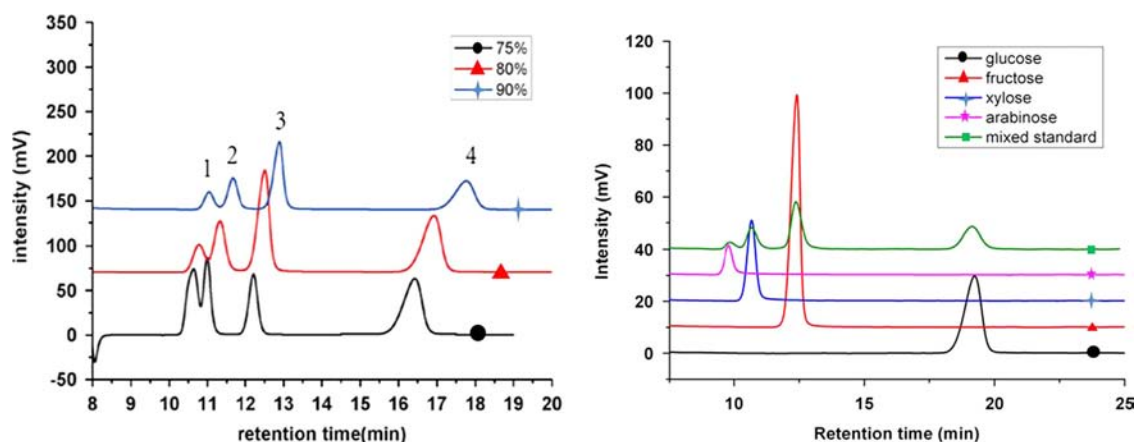 350
300
250
200
150
100
50
0
-50
intensity (mV)
75%
80%
90%
1
2
3
4
8 9 10 11 12 13 14 15 16 17 18 19 20
retention time(min)
120
100
80
60
40
20
0
Intensity (mV)
glucose
fructose
xylose
arabinose
mixed standard
10 15 20 25
Retention time (min)